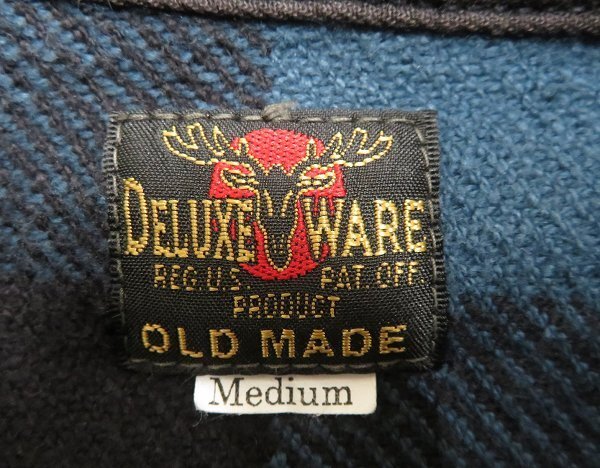 DELUXE WARE
REG.U.S. PAT. OFF
PRODUCT
OLD MADE
Medium